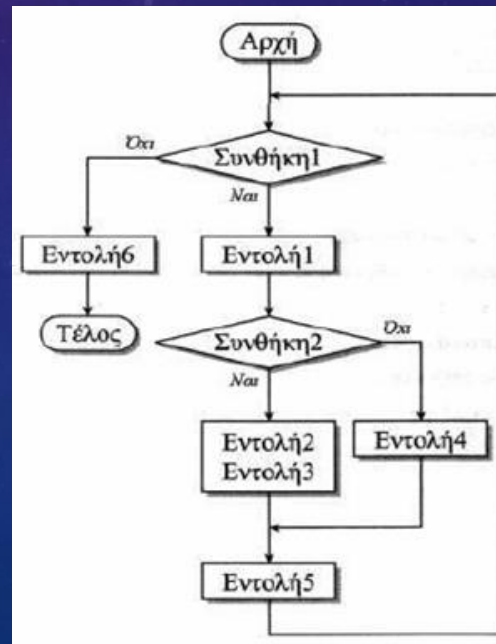 Αρχή
Συνθήκη1
Όχι
Ναι
Εντολή6
Εντολή1
Τέλος
Συνθήκη2
Όχι
Ναι
Εντολή2
Εντολή3
Εντολή4
Εντολή5